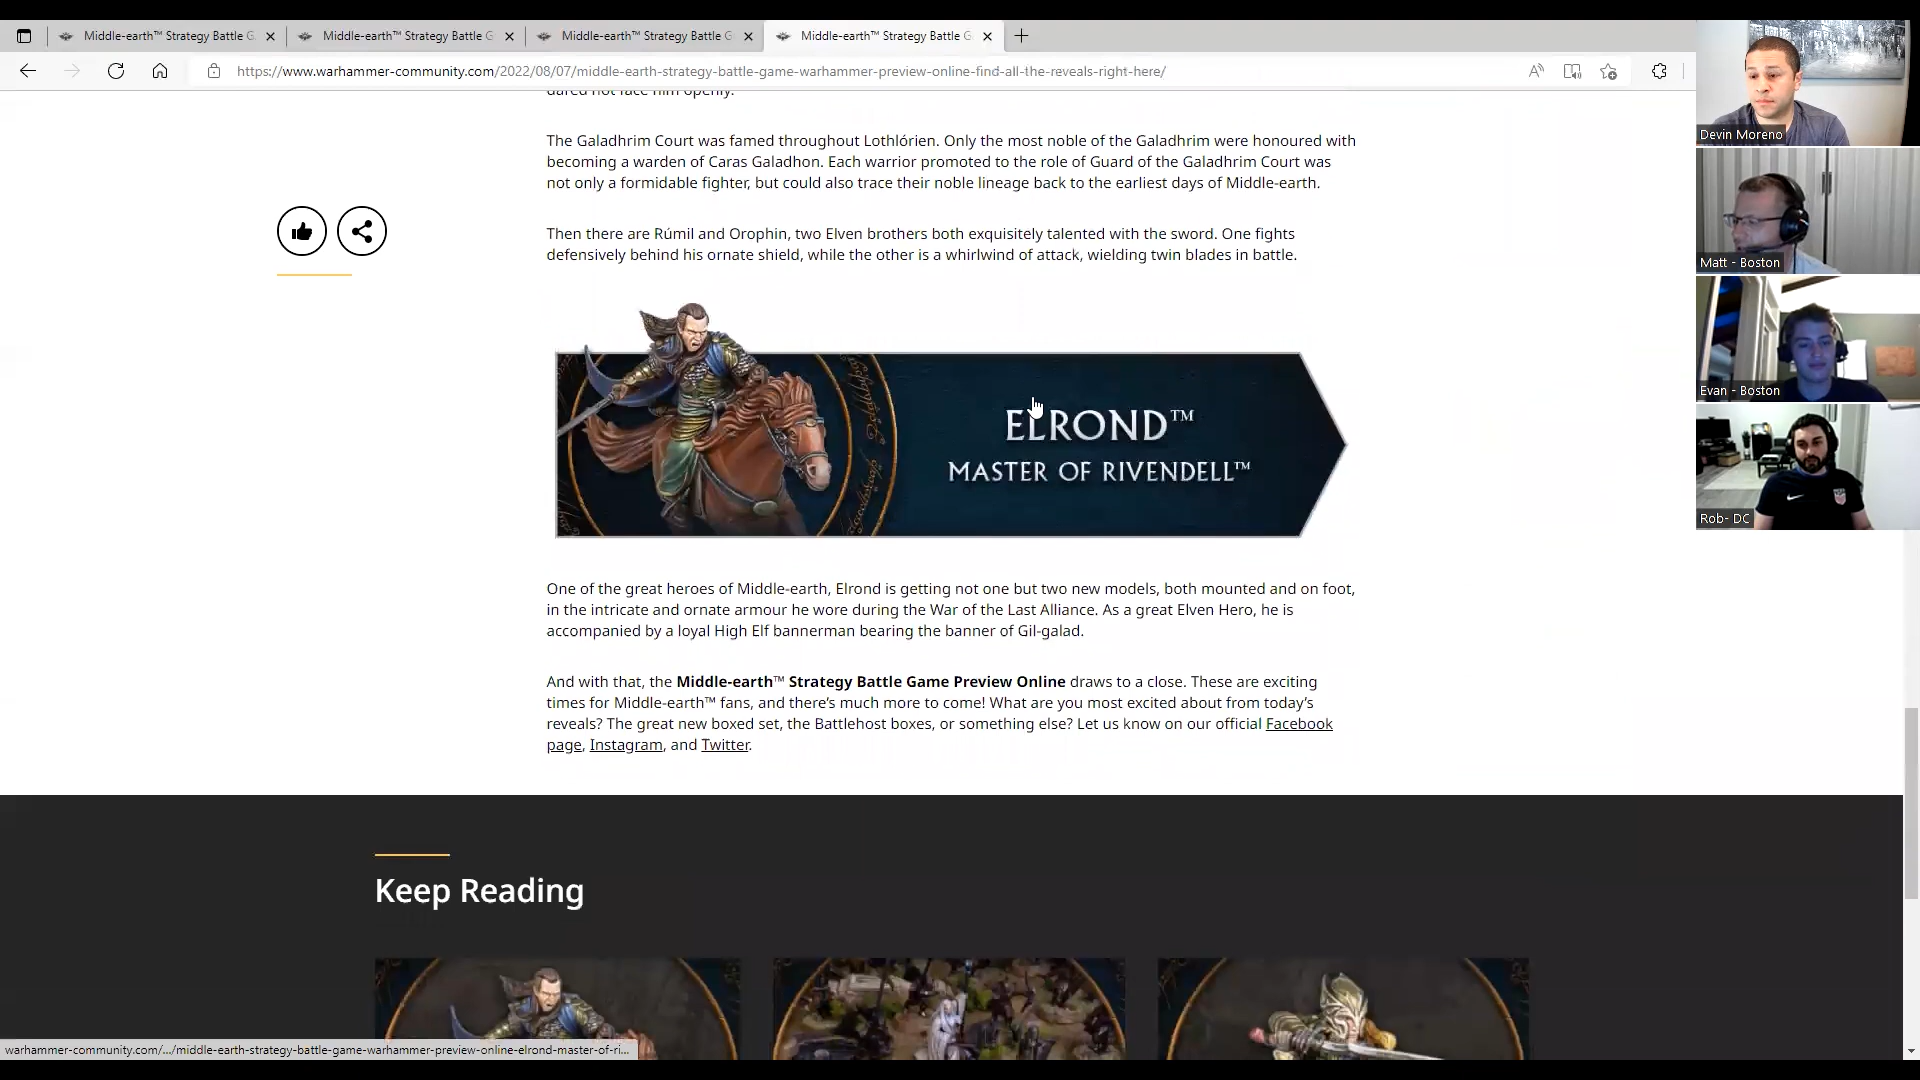 Middle-earth™ Strategy Battle G
Middle-earth™ Strategy Battle G
Middle-earth™ Strategy Battle G
Middle-earth™ Strategy Battle G
https://www.warhammer-community.com/2022/08/07/middle-earth-strategy-battle-game-warhammer-preview-online-find-all-the-reveals-right-here/
dared not face him openly.
The Galadhrim Court was famed throughout Lothlórien. Only the most noble of the Galadhrim were honoured with
becoming a warden of Caras Galadhon. Each warrior promoted to the role of Guard of the Galadhrim Court was
not only a formidable fighter, but could also trace their noble lineage back to the earliest days of Middle-earth.
Then there are Rúmil and Orophin, two Elven brothers both exquisitely talented with the sword. One fights
defensively behind his ornate shield, while the other is a whirlwind of attack, wielding twin blades in battle.
ELROND™
MASTER OF RIVENDELL™
One of the great heroes of Middle-earth, Elrond is getting not one but two new models, both mounted and on foot,
in the intricate and ornate armour he wore during the War of the Last Alliance. As a great Elven Hero, he is
accompanied by a loyal High Elf bannerman bearing the banner of Gil-galad.
And with that, the Middle-earth™ Strategy Battle Game Preview Online draws to a close. These are exciting
times for Middle-earth™ fans, and there's much more to come! What are you most excited about from today's
reveals? The great new boxed set, the Battlehost boxes, or something else? Let us know on our official Facebook
page, Instagram, and Twitter.
Keep Reading
warhammer-community.com/.../middle-earth-strategy-battle-game-warhammer-preview-online-elrond-master-of-ri...
Devin Moreno
Matt - Boston
Evan - Boston
Rob- DC